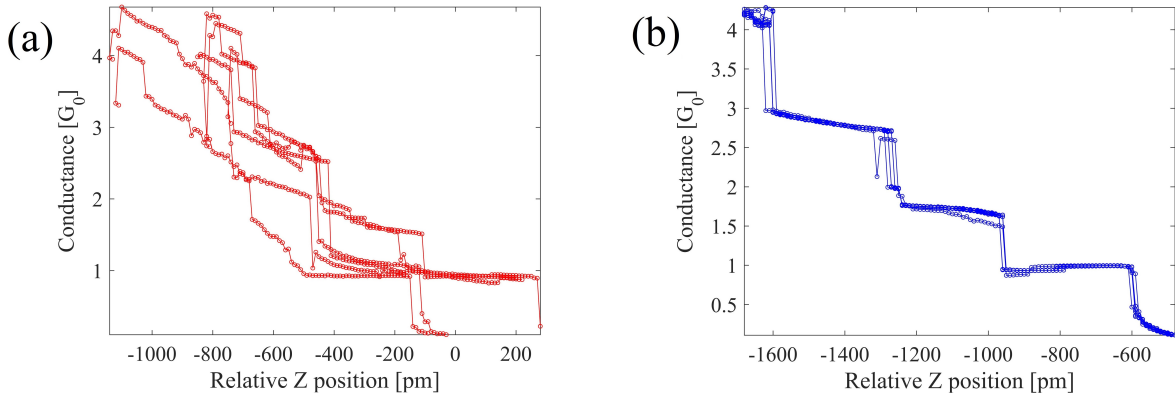 (a)
4
3
2
1
Conductance [G0]
-1000 -800 -600 -400 -200 0 200
Relative Z position [pm]
(b)
4
3.5
3
2.5
2
1.5
1
0.5
Conductance [G0]
-1600 -1400 -1200 -1000 -800 -600
Relative Z position [pm]